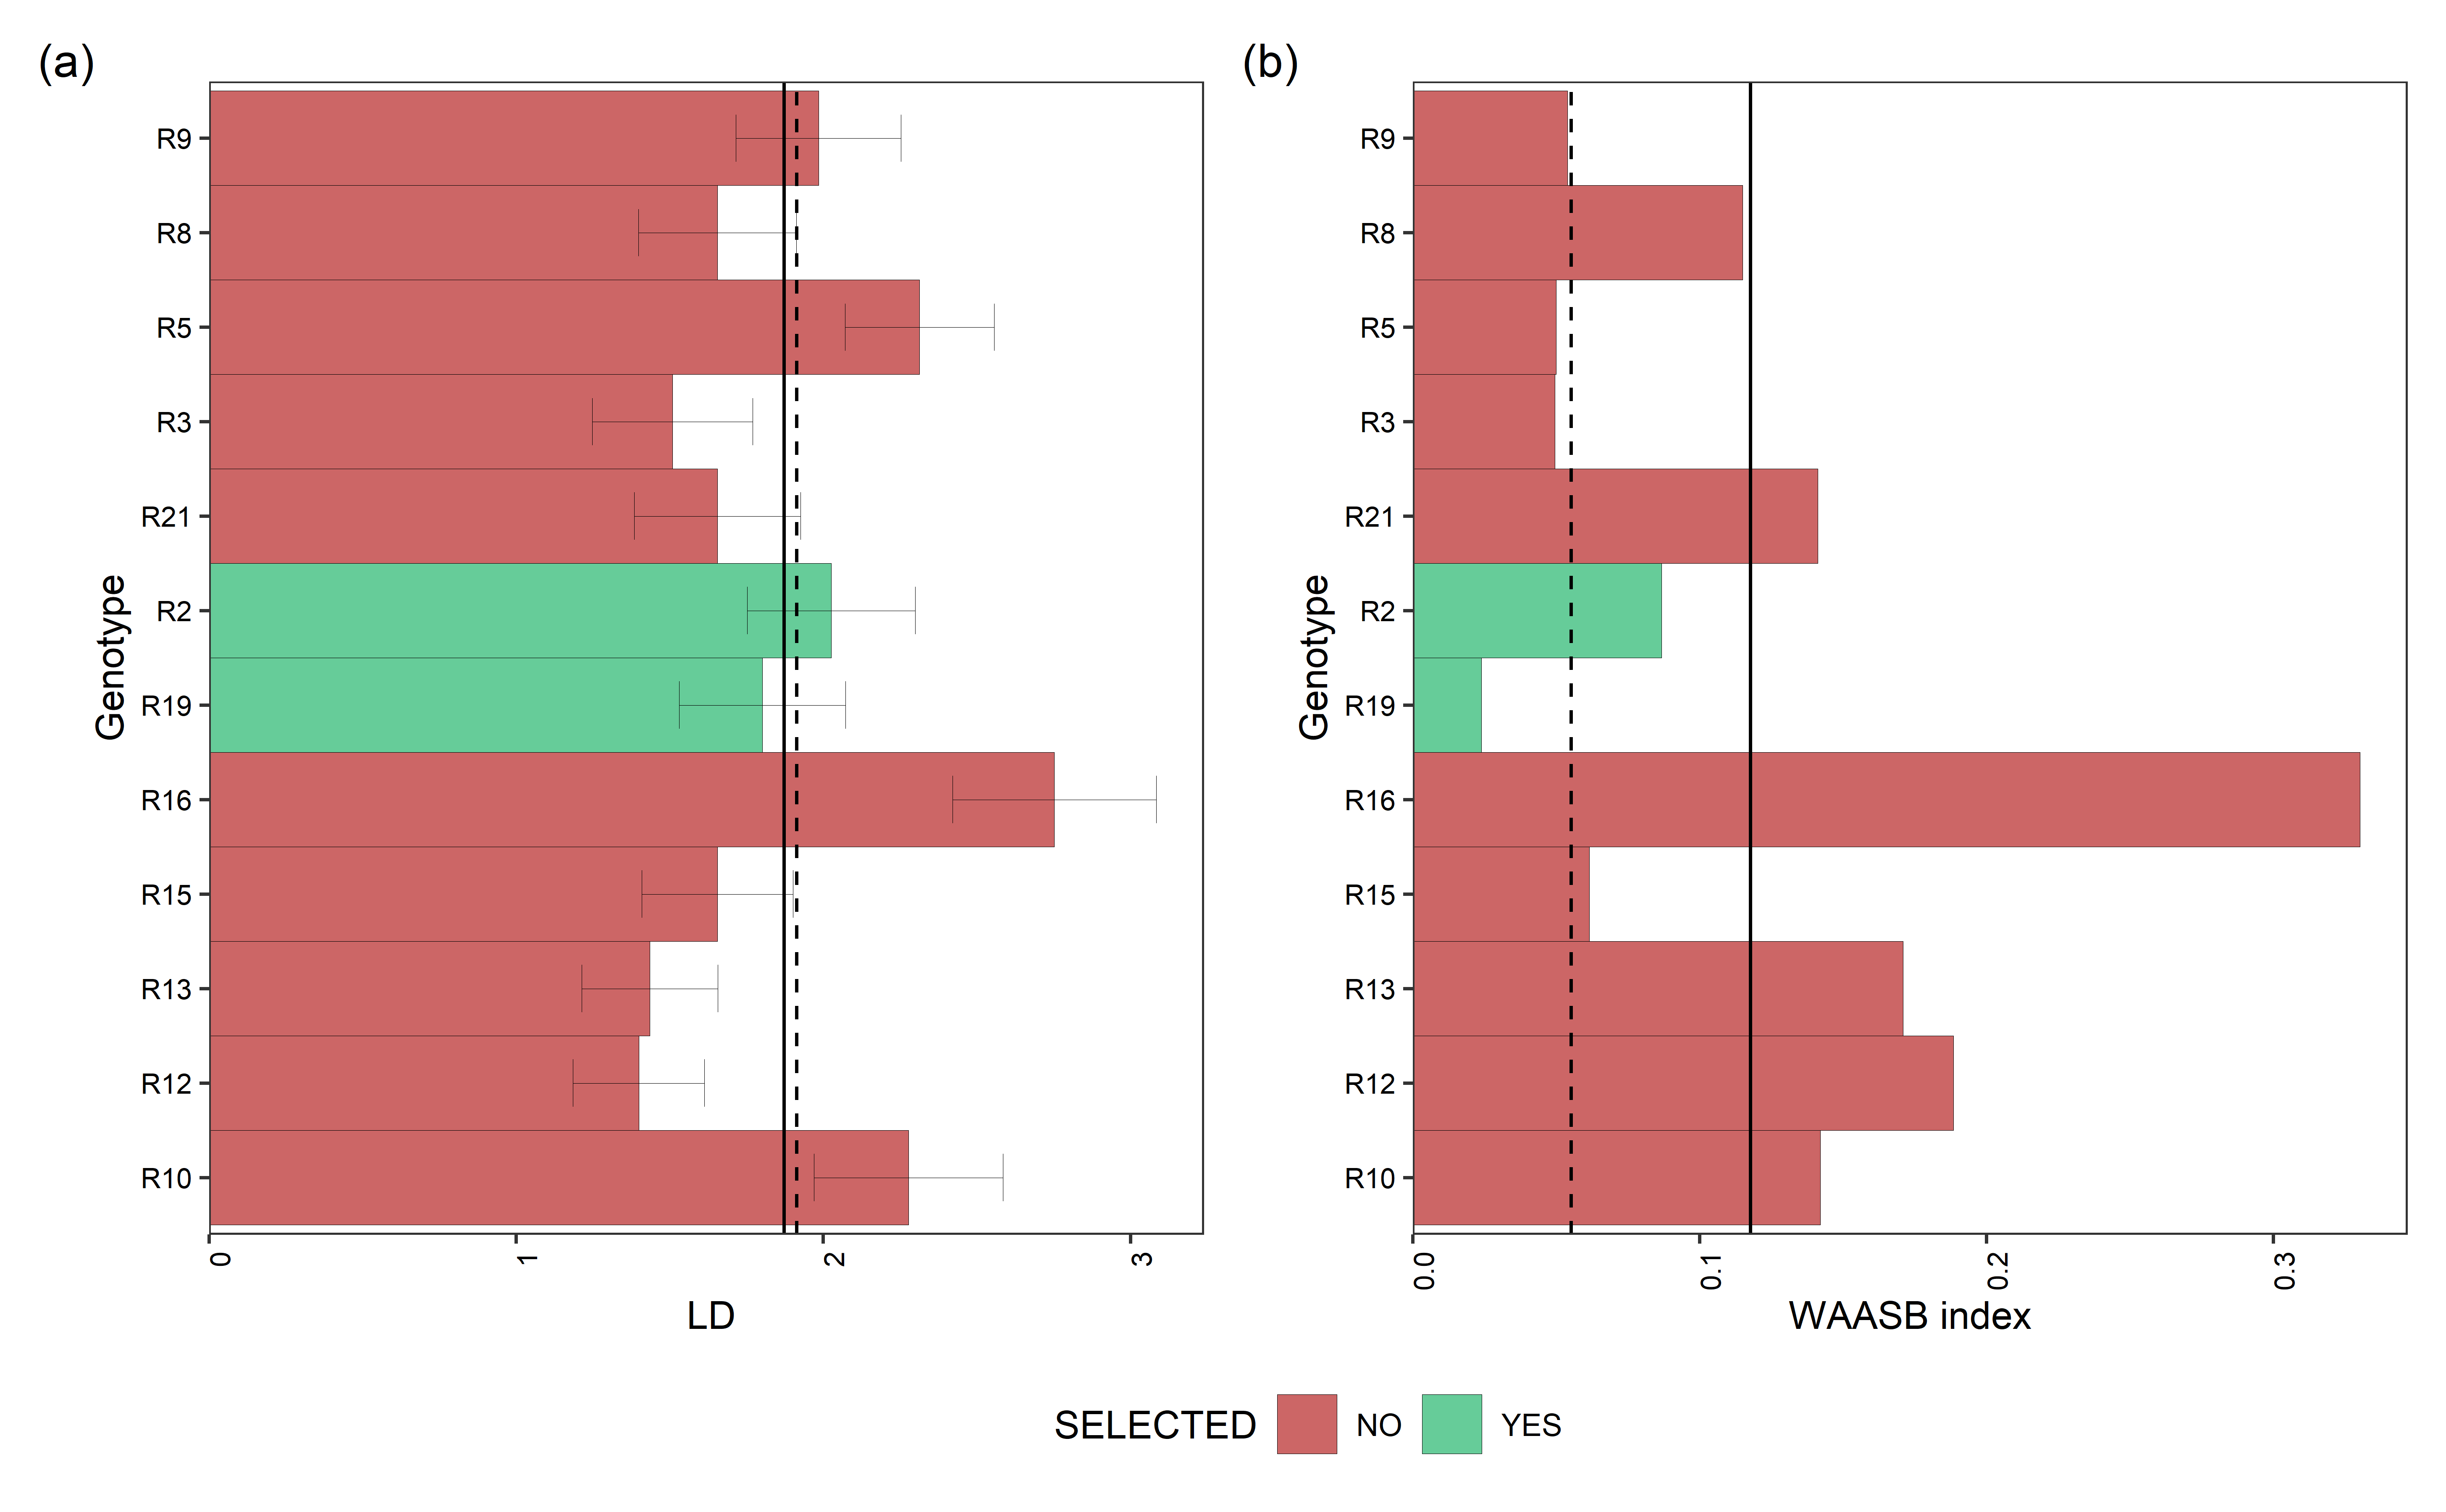 (a)
R9
R8
R5
R3
R21
R2
R19
R16
R15
R13
R12
R10
Genotype
0
1
2
3
LD
(b)
R9
R8
R5
R3
R21
R2
R19
R16
R15
R13
R12
R10
Genotype
0.0
0.1
0.2
0.3
WAASB index
SELECTED NO YES